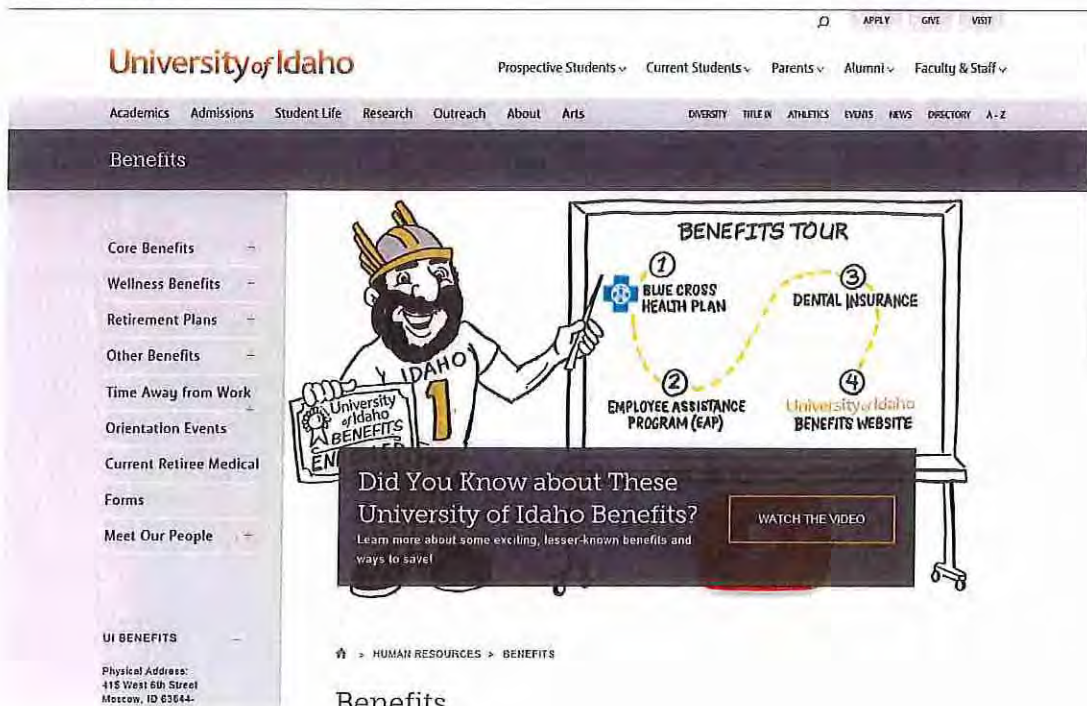 APPLY GIVE VISIT
University of Idaho
Prospective Students Current Students Parents Alumni Faculty & Staff
Academics Admissions Student Life Research Outreach About Arts
DIVERSITY TITLE IX ATHLETICS EVENTS NEWS DIRECTORY A - Z
Benefits
Core Benefits
Wellness Benefits
Retirement Plans
Other Benefits
Time Away from Work
Orientation Events
Current Retiree Medical
Forms
Meet Our People
UI BENEFITS
Physical Address:
415 West 6th Street
Moscow, ID 83844-
IDAHO
1
University
of Idaho
BENEFITS
BENEFITS TOUR
1
BLUE CROSS
HEALTH PLAN
2
EMPLOYEE ASSISTANCE
PROGRAM (EAP)
3
DENTAL INSURANCE
4
University of Idaho
BENEFITS WEBSITE
Did You Know about These
University of Idaho Benefits?
Learn more about some exciting, lesser-known benefits and
ways to save!
WATCH THE VIDEO
> HUMAN RESOURCES > BENEFITS
Benefits